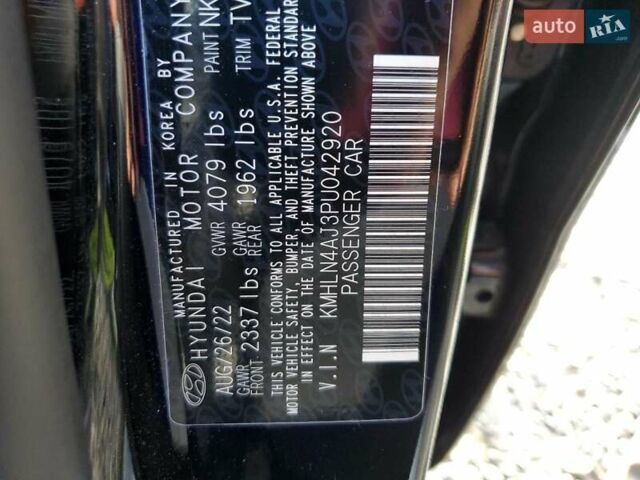 MANUFACTURED IN KOREA BY
HYUNDAI MOTOR COMPANY
AUG/26/22 GVWR 4079 lbs PAINT NK
GAWR FRONT 2337 lbs GAWR REAR 1962 lbs TRIM TV
THIS VEHICLE CONFORMS TO ALL APPLICABLE U.S.A. FEDERAL
MOTOR VEHICLE SAFETY, BUMPER, AND THEFT PREVENTION STANDARD
IN EFFECT ON THE DATE OF MANUFACTURE SHOWN ABOVE
V.I.N KMHLN4AJ3PU042920
PASSENGER CAR
auto RIA .com